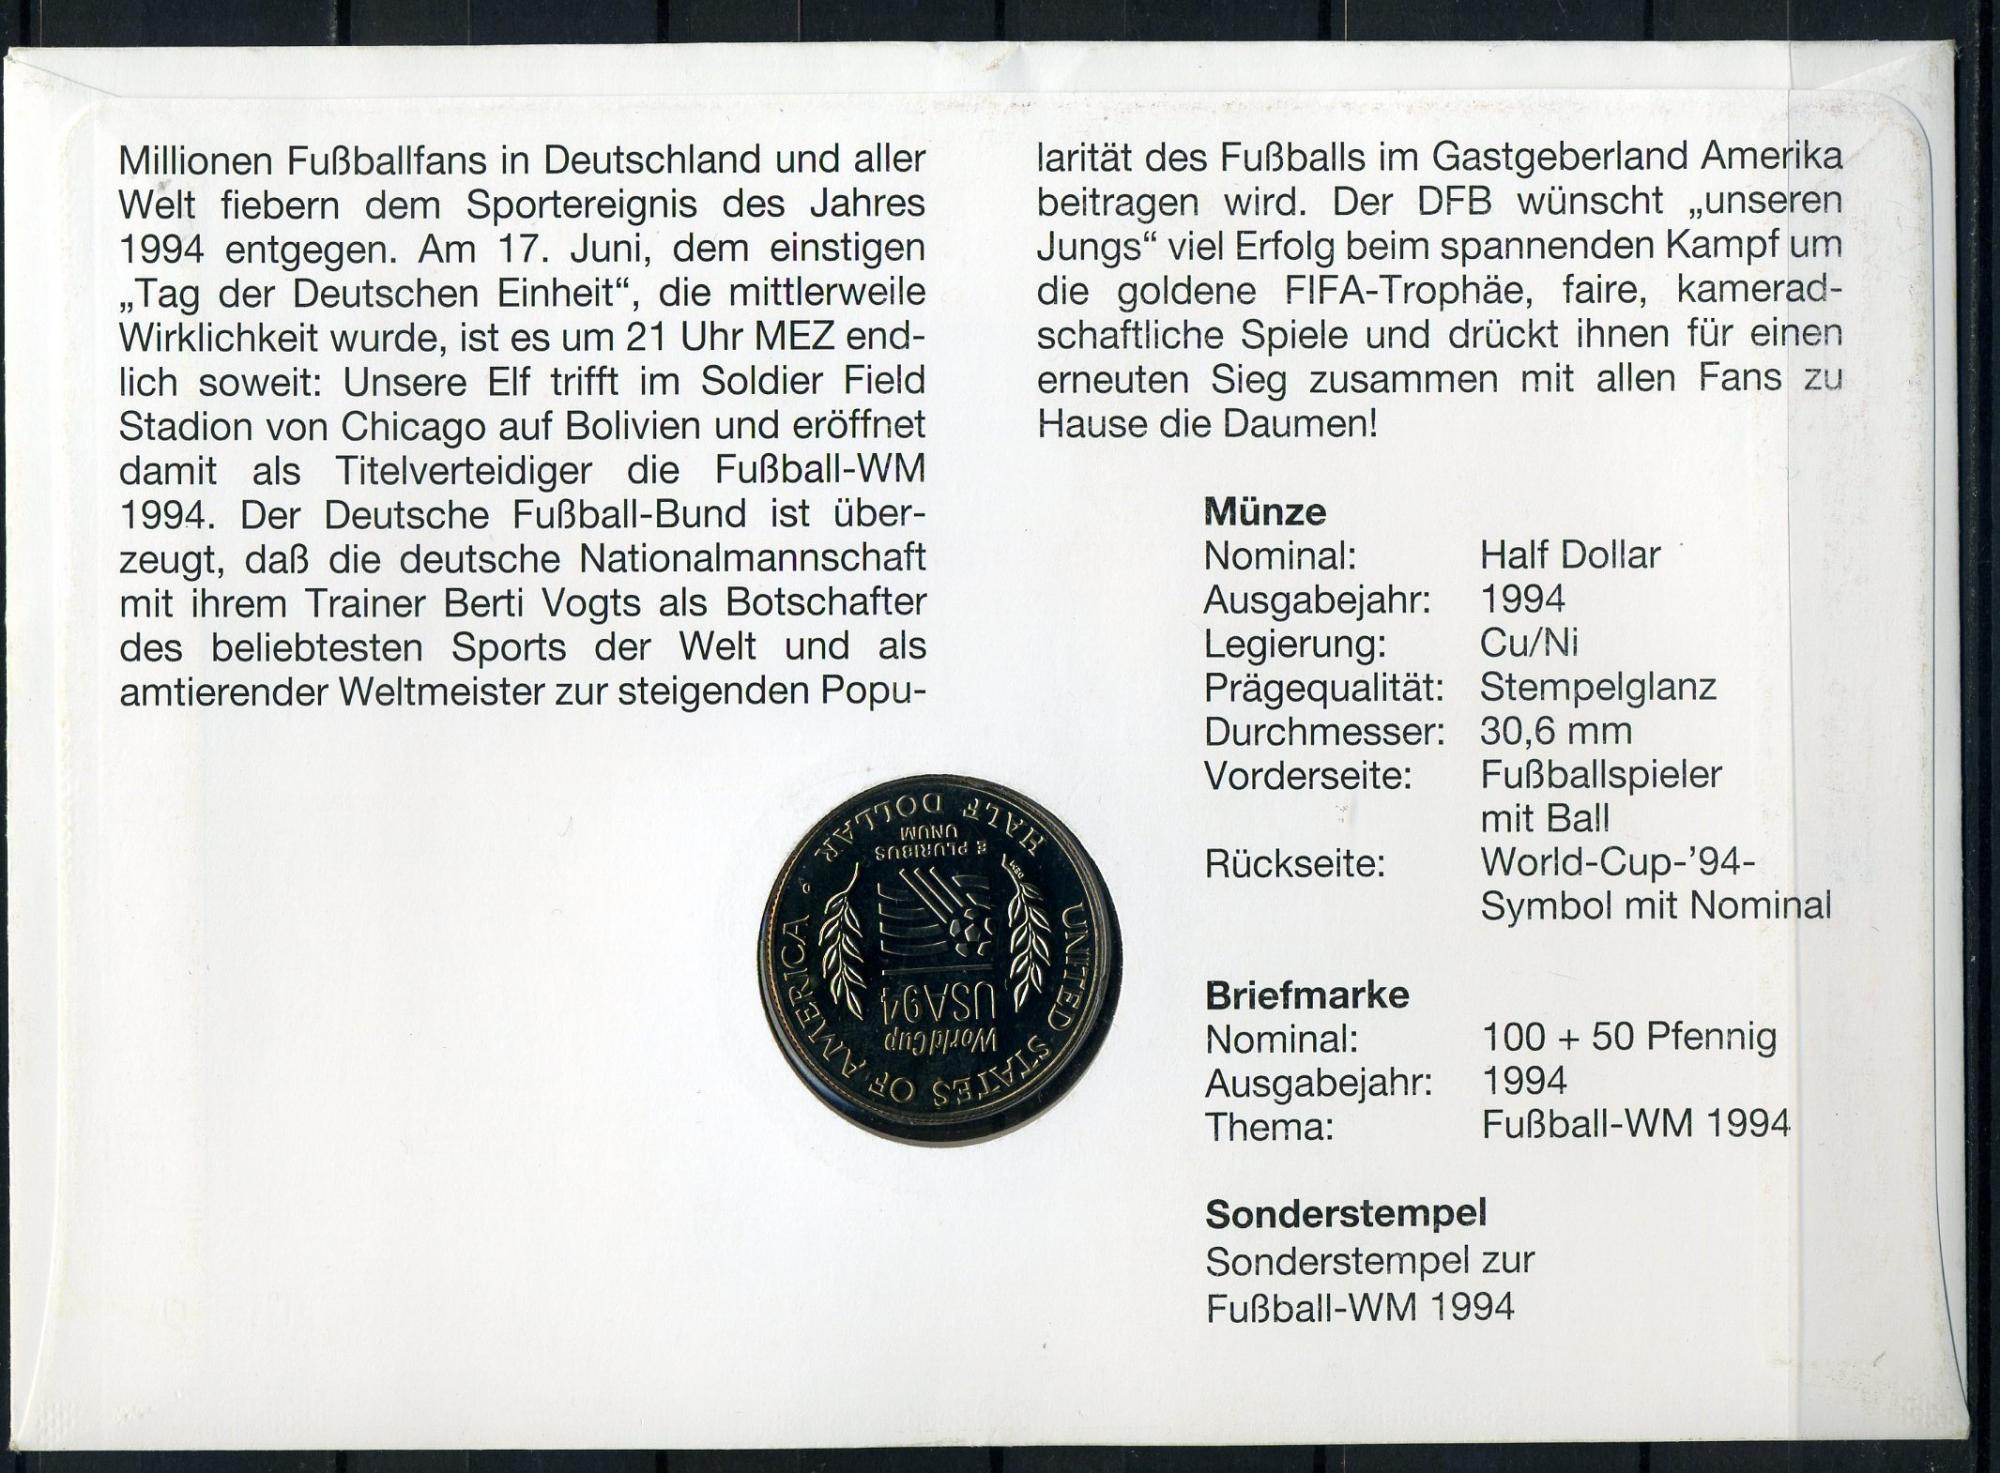 Millionen Fußballfans in Deutschland und aller
Welt fiebern dem Sportereignis des Jahres
1994 entgegen. Am 17. Juni, dem einstigen
„Tag der Deutschen Einheit“, die mittlerweile
Wirklichkeit wurde, ist es um 21 Uhr MEZ end-
lich soweit: Unsere Elf trifft im Soldier Field
Stadion von Chicago auf Bolivien und eröffnet
damit als Titelverteidiger die Fußball-WM
1994. Der Deutsche Fußball-Bund ist über-
zeugt, daß die deutsche Nationalmannschaft
mit ihrem Trainer Berti Vogts als Botschafter
des beliebtesten Sports der Welt und als
amtierender Weltmeister zur steigenden Popu-
larität des Fußballs im Gastgeberland Amerika
beitragen wird. Der DFB wünscht „unseren
Jungs“ viel Erfolg beim spannenden Kampf um
die goldene FIFA-Trophäe, faire, kamerad-
schaftliche Spiele und drückt ihnen für einen
erneuten Sieg zusammen mit allen Fans zu
Hause die Daumen!
Münze
Nominal: Half Dollar
Ausgabejahr: 1994
Legierung: Cu/Ni
Prägequalität: Stempelglanz
Durchmesser: 30,6 mm
Vorderseite: Fußballspieler
mit Ball
Rückseite: World-Cup-’94-
Symbol mit Nominal
Briefmarke
Nominal: 100 + 50 Pfennig
Ausgabejahr: 1994
Thema: Fußball-WM 1994
Sonderstempel
Sonderstempel zur
Fußball-WM 1994
UNITED STATES OF AMERICA
WorldCup
USA94
E PLURIBUS
UNUM
HALF DOLLAR